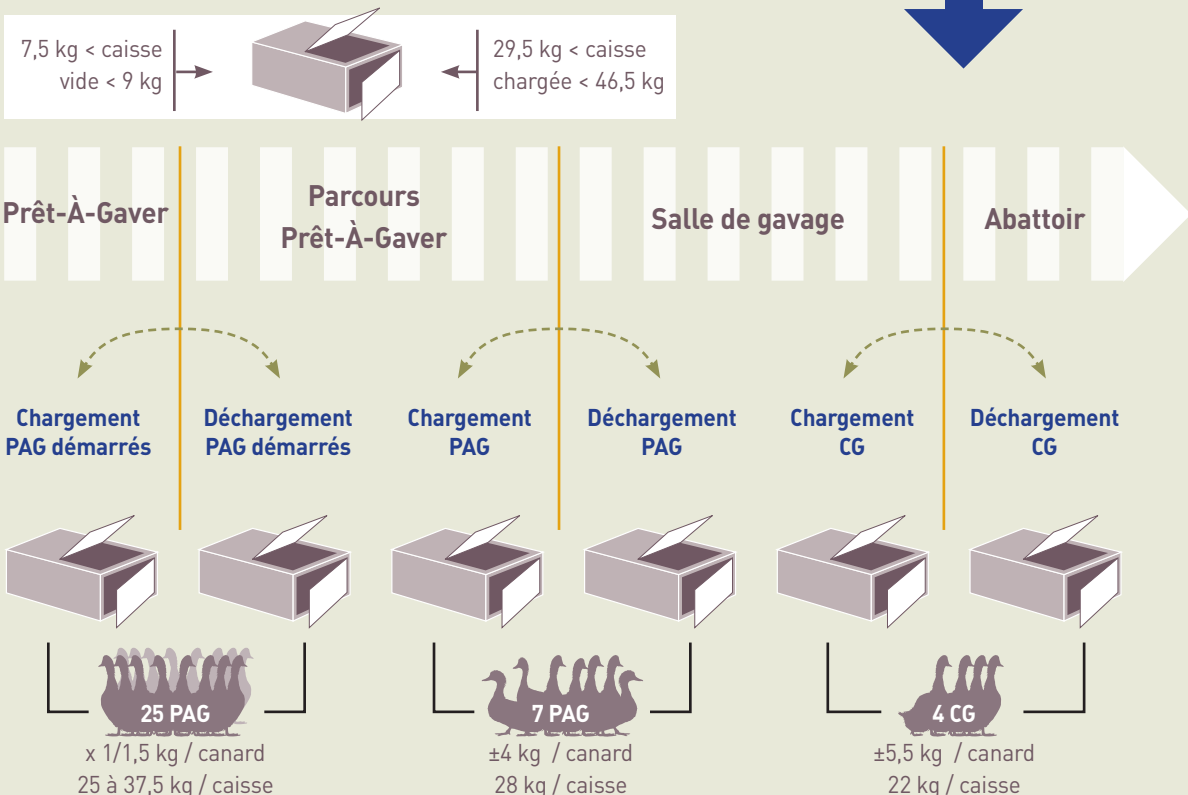 7,5 kg < caisse
vide < 9 kg
29,5 kg < caisse
chargée < 46,5 kg
Prêt-À-Gaver
Parcours
Prêt-À-Gaver
Salle de gavage
Abattoir
Chargement
PAG démarrés
Déchargement
PAG démarrés
Chargement
PAG
Déchargement
PAG
Chargement
CG
Déchargement
CG
25 PAG
x 1/1,5 kg / canard
25 à 37,5 kg / caisse
7 PAG
±4 kg / canard
28 kg / caisse
4 CG
±5,5 kg / canard
22 kg / caisse